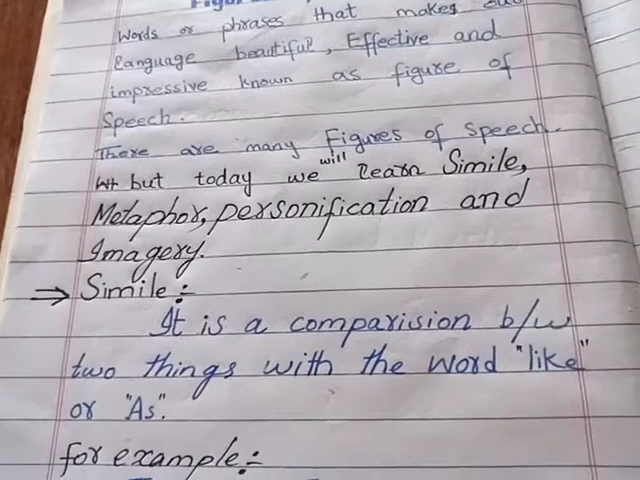 Words or phrases that makes our
language beautiful, Effective and
impressive known as figure of
Speech.
There are many Figures of Speech.
but today we will learn Simile,
Metaphor, personification and
Imagery.
⇒ Simile :-
It is a comparision b/w
two things with the word "like"
or "As".
for example :-